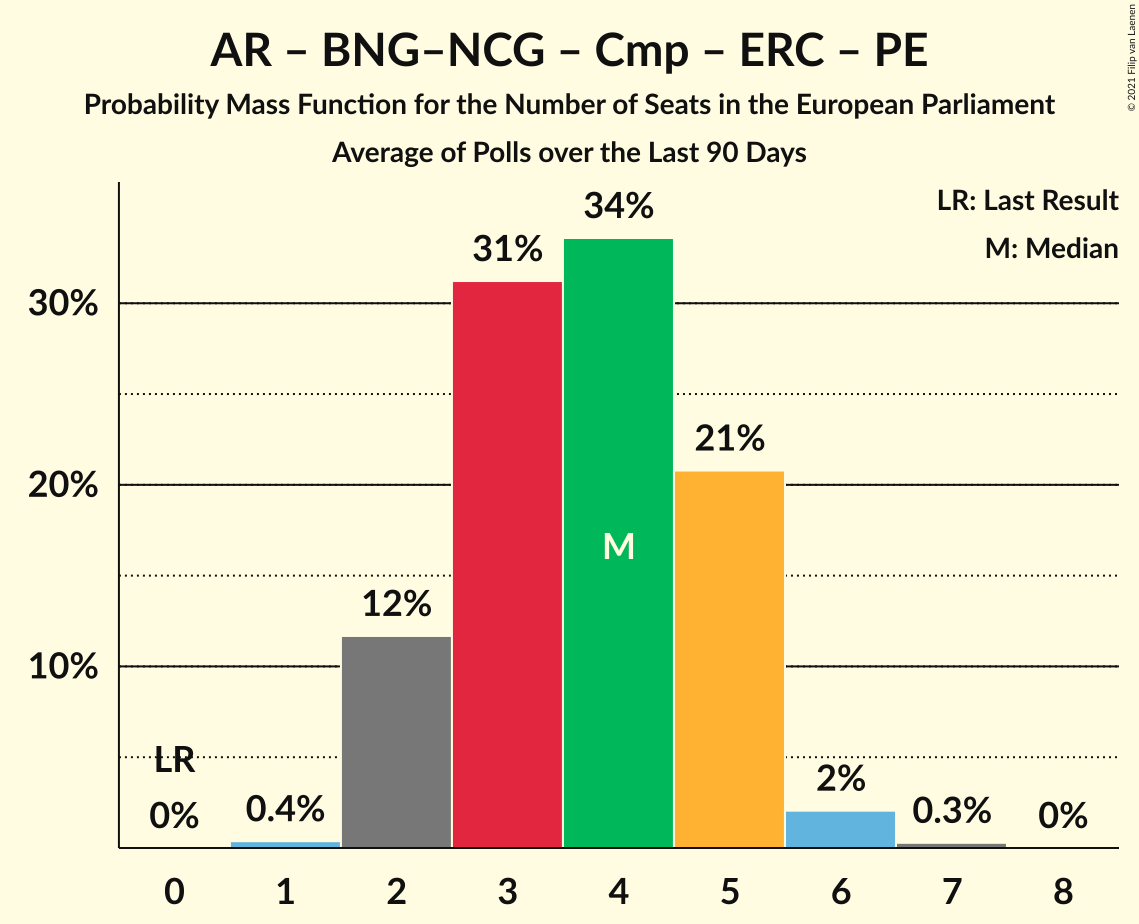 AR – BNG–NCG – Cmp – ERC – PE
Probability Mass Function for the Number of Seats in the European Parliament
Average of Polls over the Last 90 Days
© 2021 Filip van Laenen
LR: Last Result
M: Median
34%
31%
30%
21%
20%
M
12%
10%
LR
0%
0.4%
2%
0.3%
0%
0 1 2 3 4 5 6 7 8